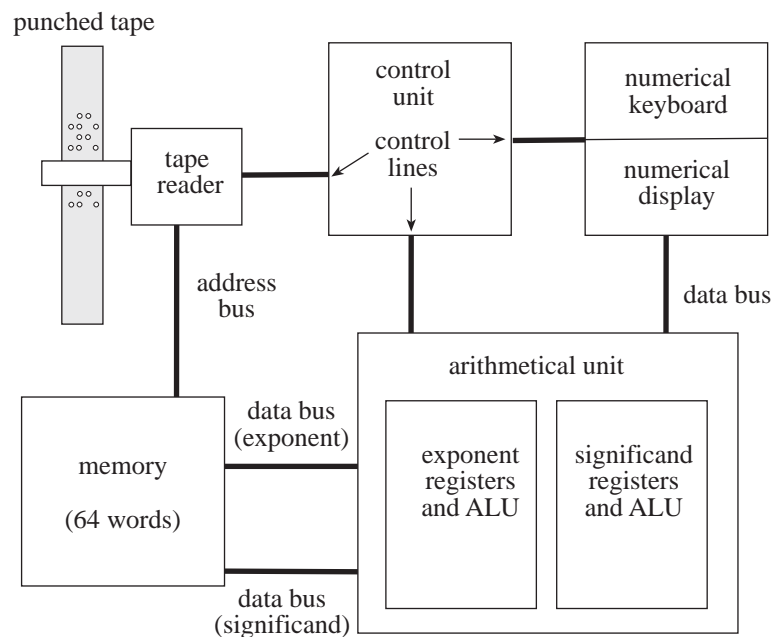 punched tape
control
unit
numerical
keyboard
tape
reader
control
lines
numerical
display
address
bus
data bus
arithmetical unit
data bus
(exponent)
memory
(64 words)
exponent
registers
and ALU
significand
registers
and ALU
data bus
(significand)